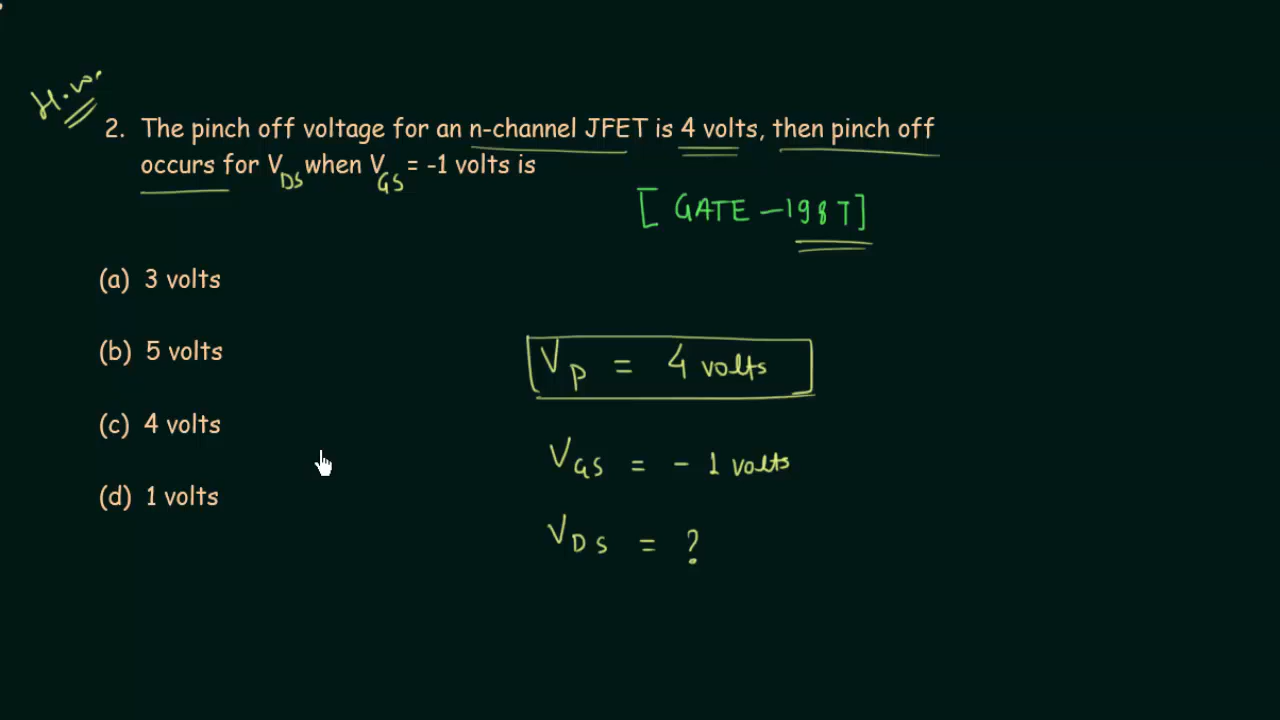 H.W.
2. The pinch off voltage for an n-channel JFET is 4 volts, then pinch off
occurs for VDS when VGS = -1 volts is
[GATE-1987]
(a) 3 volts
(b) 5 volts
(c) 4 volts
(d) 1 volts
VP = 4 volts
VGS = - 1 volts
VDS = ?